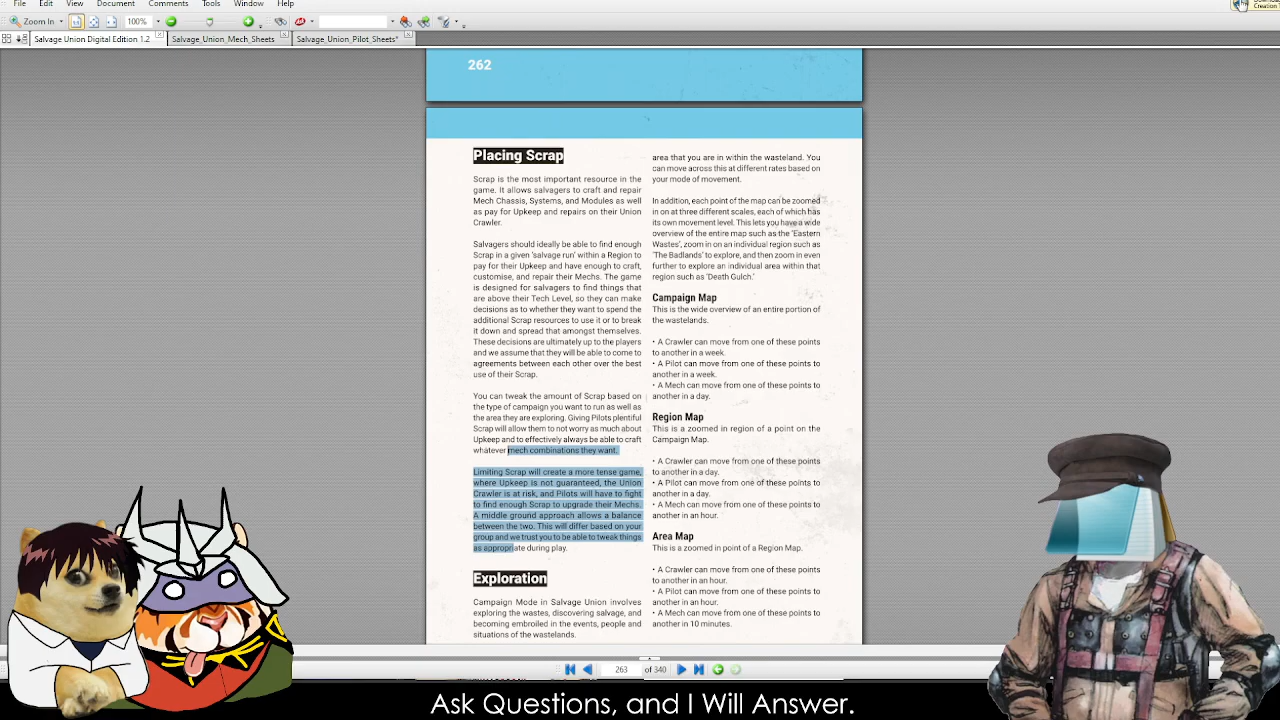 File Edit View Document Comments Tools Window Help
Zoom In 100%
Creation
Salvage Union Digital Edition 1.2
Salvage_Union_Mech_Sheets
Salvage_Union_Pilot_Sheets*
262
Placing Scrap
Scrap is the most important resource in the
game. It allows salvagers to craft and repair
Mech Chassis, Systems, and Modules as well
as pay for Upkeep and repairs on their Union
Crawler.
Salvagers should ideally be able to find enough
Scrap in a given 'salvage run' within a Region to
pay for their Upkeep and have enough to craft,
customise, and repair their Mechs. The game
is designed for salvagers to find things that
are above their Tech Level, so they can make
decisions as to whether they want to spend the
additional Scrap resources to use it or to break
it down and spread that amongst themselves.
These decisions are ultimately up to the players
and we assume that they will be able to come to
agreements between each other over the best
use of their Scrap.
You can tweak the amount of Scrap based on
the type of campaign you want to run as well as
the area they are exploring. Giving Pilots plentiful
Scrap will allow them to not worry as much about
Upkeep and to effectively always be able to craft
whatever mech combinations they want.
Limiting Scrap will create a more tense game,
where Upkeep is not guaranteed, the Union
Crawler is at risk, and Pilots will have to fight
to find enough Scrap to upgrade their Mechs.
A middle ground approach allows a balance
between the two. This will differ based on your
group and we trust you to be able to tweak things
as appropriate during play.
Exploration
Campaign Mode in Salvage Union involves
exploring the wastes, discovering salvage, and
becoming embroiled in the events, people and
situations of the wastelands.
area that you are in within the wasteland. You
can move across this at different rates based on
your mode of movement.
In addition, each point of the map can be zoomed
in on at three different scales, each of which has
its own movement level. This lets you have a wide
overview of the entire map such as the 'Eastern
Wastes', zoom in on an individual region such as
'The Badlands' to explore, and then zoom in even
further to explore an individual area within that
region such as 'Death Gulch.'
Campaign Map
This is the wide overview of an entire portion of
the wastelands.
• A Crawler can move from one of these points
to another in a week.
• A Pilot can move from one of these points to
another in a week.
• A Mech can move from one of these points to
another in a day.
Region Map
This is a zoomed in region of a point on the
Campaign Map.
• A Crawler can move from one of these points
to another in a day.
• A Pilot can move from one of these points to
another in a day.
• A Mech can move from one of these points to
another in an hour.
Area Map
This is a zoomed in point of a Region Map.
• A Crawler can move from one of these points
to another in an hour.
• A Pilot can move from one of these points to
another in an hour.
• A Mech can move from one of these points to
another in 10 minutes.
263 of 340
Ask Questions, and I Will Answer.